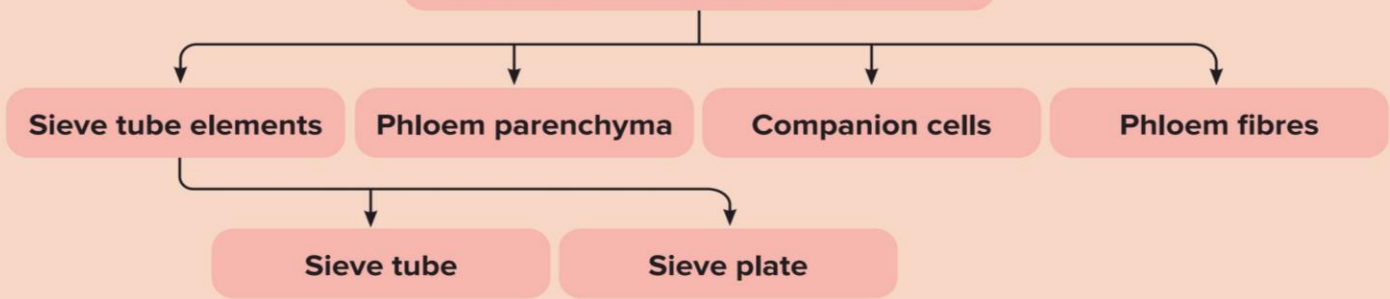 Sieve tube elements
Phloem parenchyma
Companion cells
Phloem fibres
Sieve tube
Sieve plate